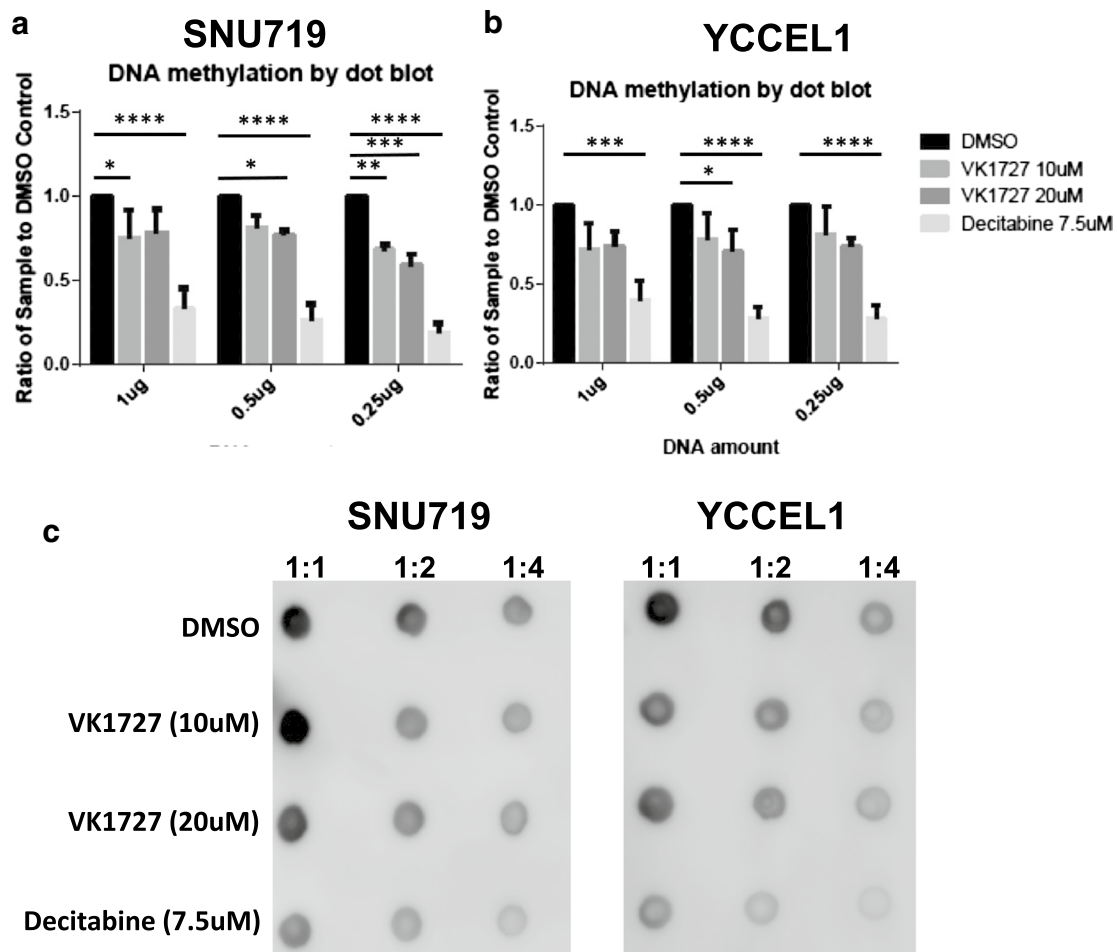 a
SNU719
DNA methylation by dot blot
Ratio of Sample to DMSO Control
1.5
1.0
0.5
0.0
****
*
****
*
****
***
**
1ug
0.5ug
0.25ug
b
YCCEL1
DNA methylation by dot blot
Ratio of Sample to DMSO Control
1.5
1.0
0.5
0.0
***
****
*
****
1ug
0.5ug
0.25ug
DNA amount
DMSO
VK1727 10uM
VK1727 20uM
Decitabine 7.5uM
c
SNU719
YCCEL1
1:1 1:2 1:4
1:1 1:2 1:4
DMSO
VK1727 (10uM)
VK1727 (20uM)
Decitabine (7.5uM)